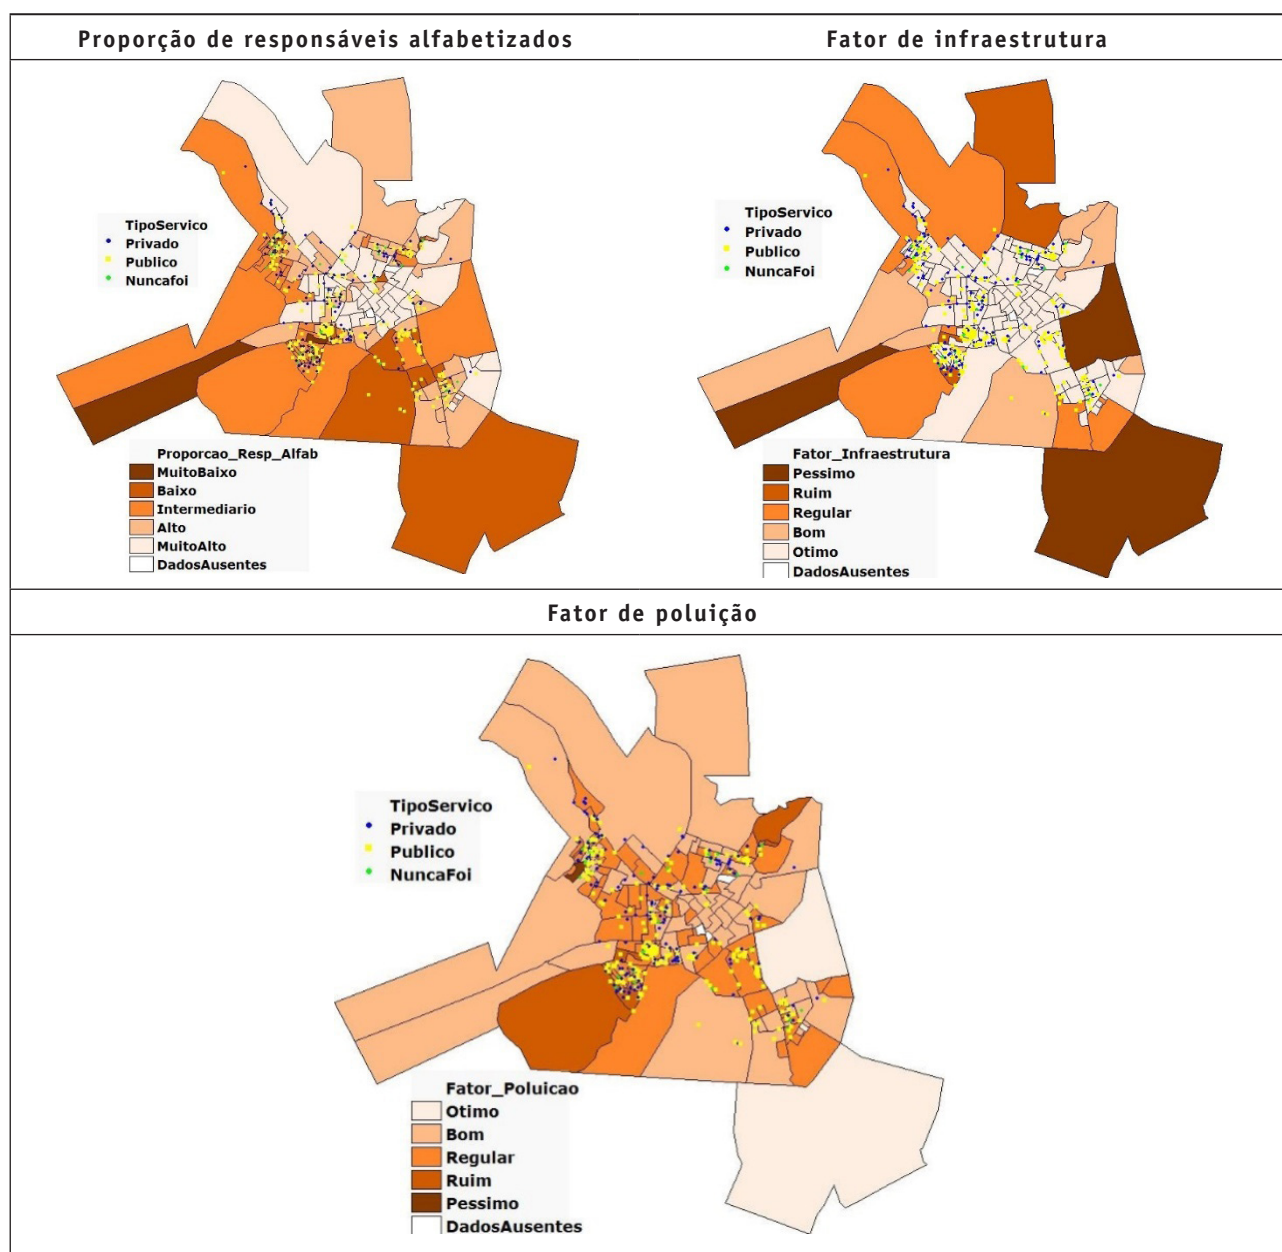 Proporção de responsáveis alfabetizados
Fator de infraestrutura
TipoServico
Privado
Publico
Nuncafoi
Proporcao_Resp_Alfab
MuitoBaixo
Baixo
Intermediario
Alto
MuitoAlto
DadosAusentes
TipoServico
Privado
Publico
NuncaFoi
Fator_Infraestrutura
Pessimo
Ruim
Regular
Bom
Otimo
DadosAusentes
Fator de poluição
TipoServico
Privado
Publico
NuncaFoi
Fator_Poluicao
Otimo
Bom
Regular
Ruim
Pessimo
DadosAusentes